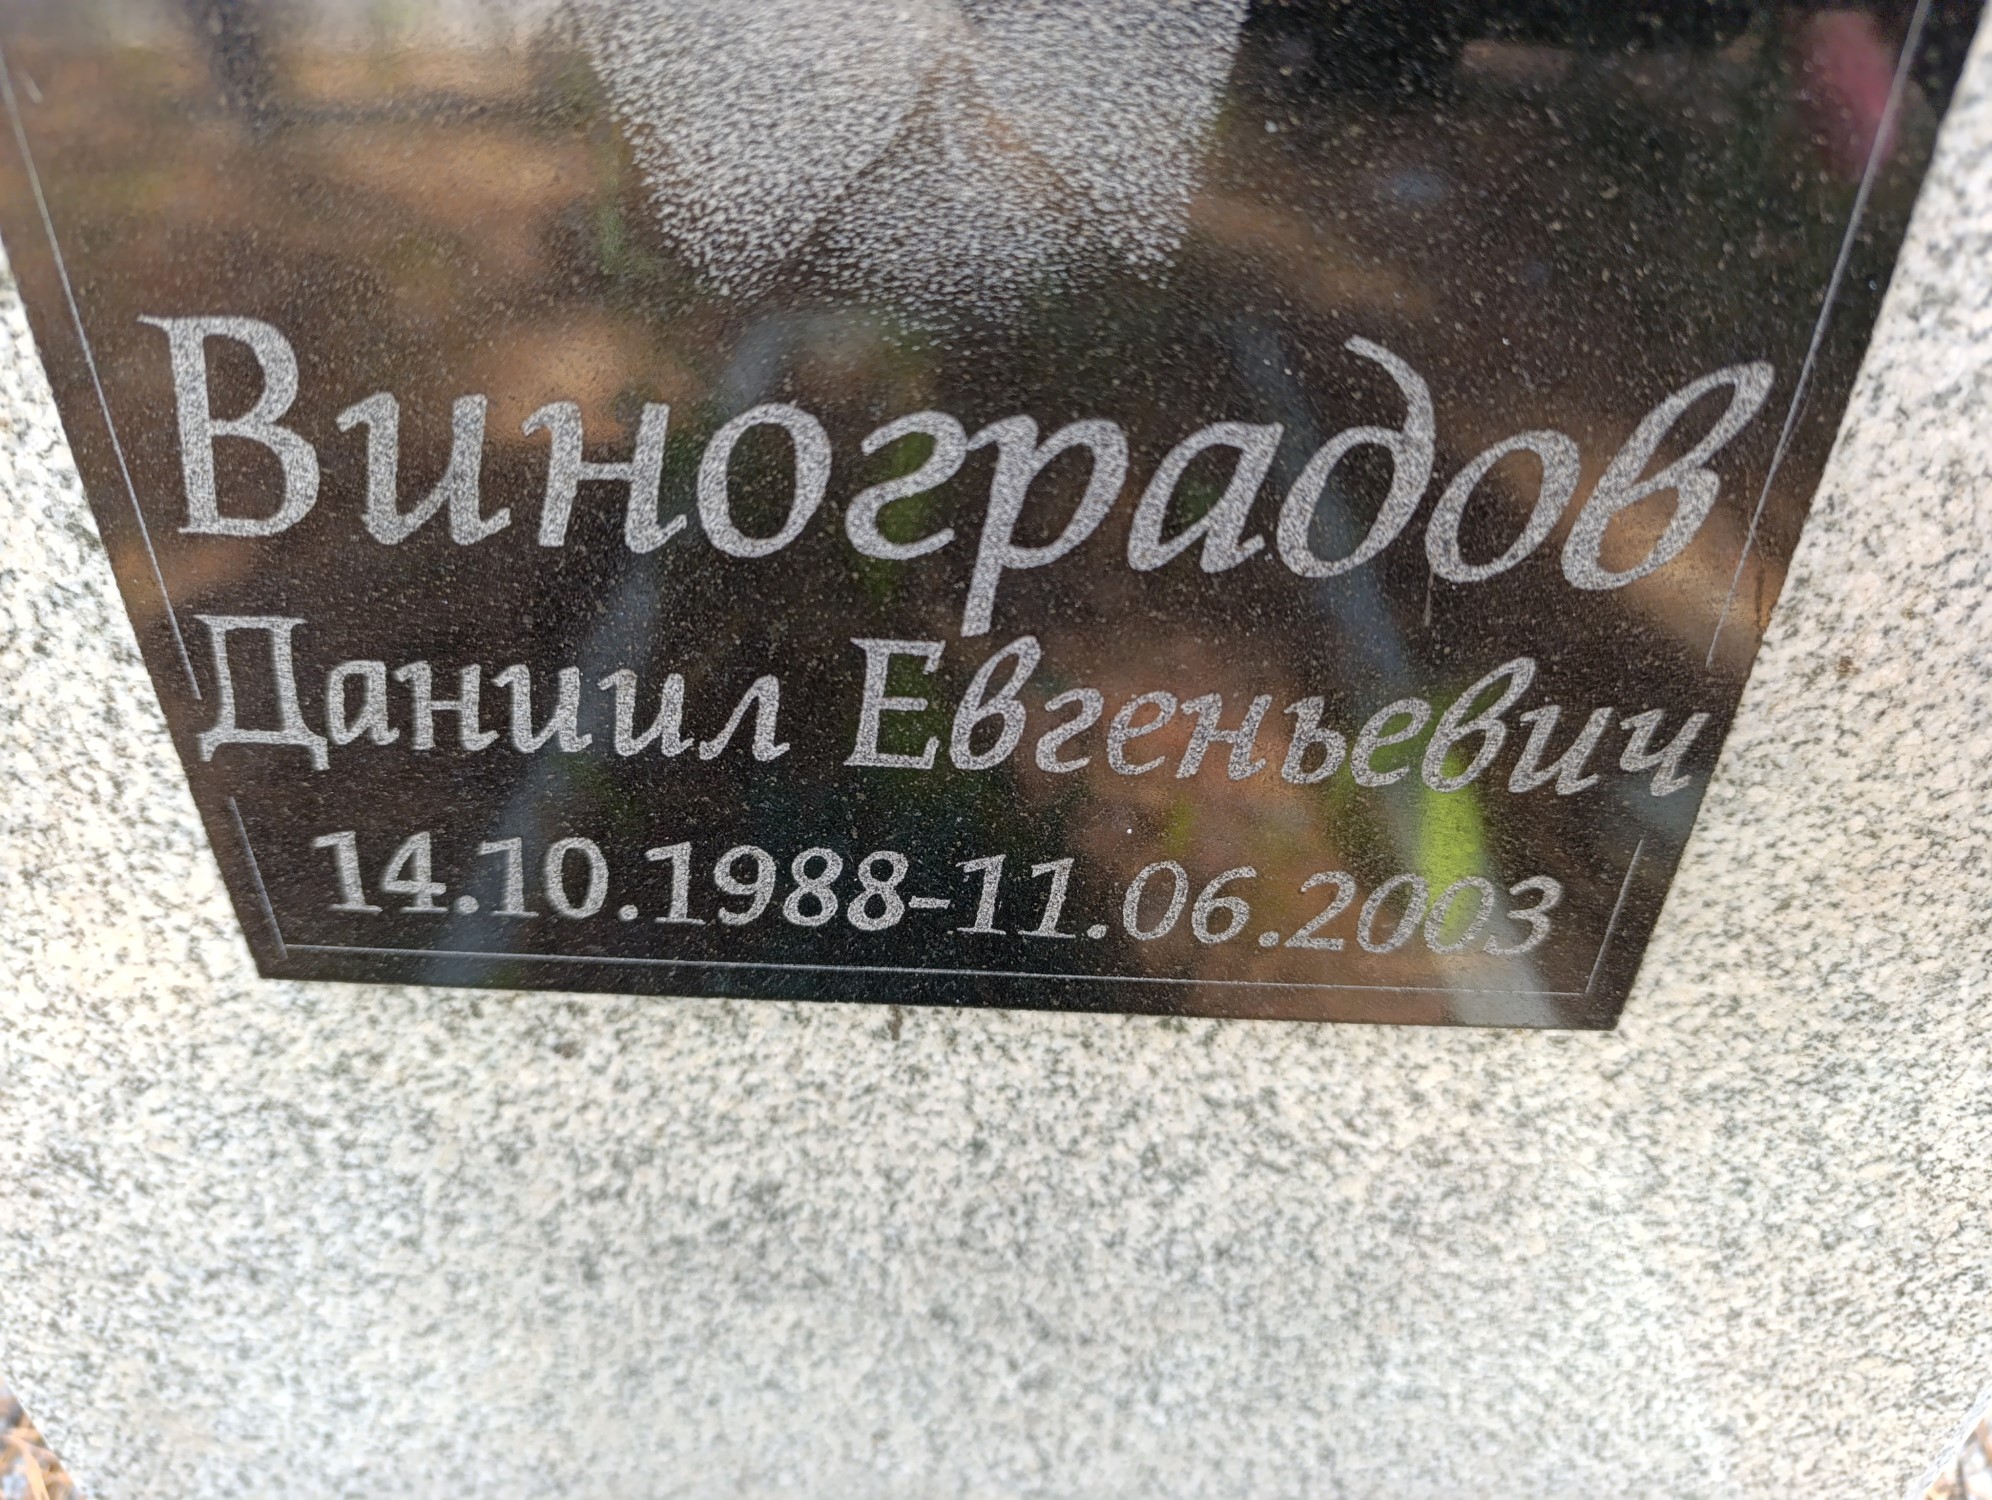 Виноградов
Даниил Евгеньевич
14.10.1988-11.06.2003